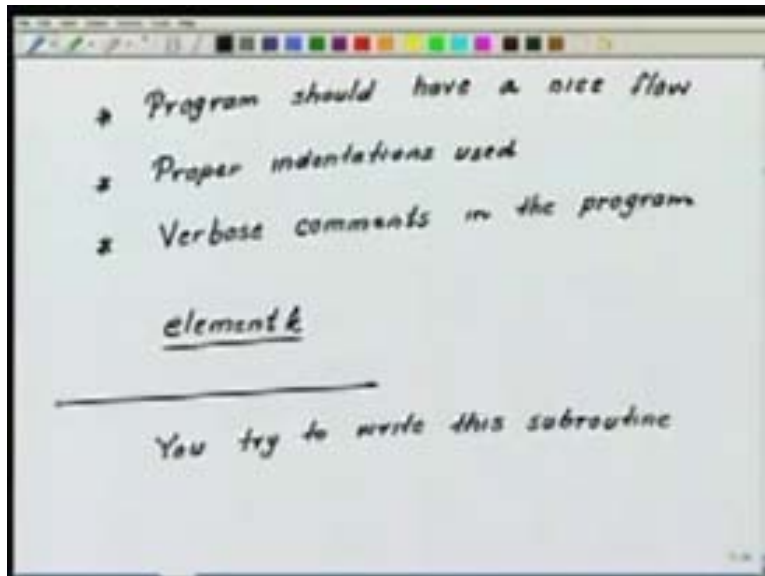 * Program should have a nice flow
* Proper indentations used
* Verbose comments in the program
elementk
You try to write this subroutine